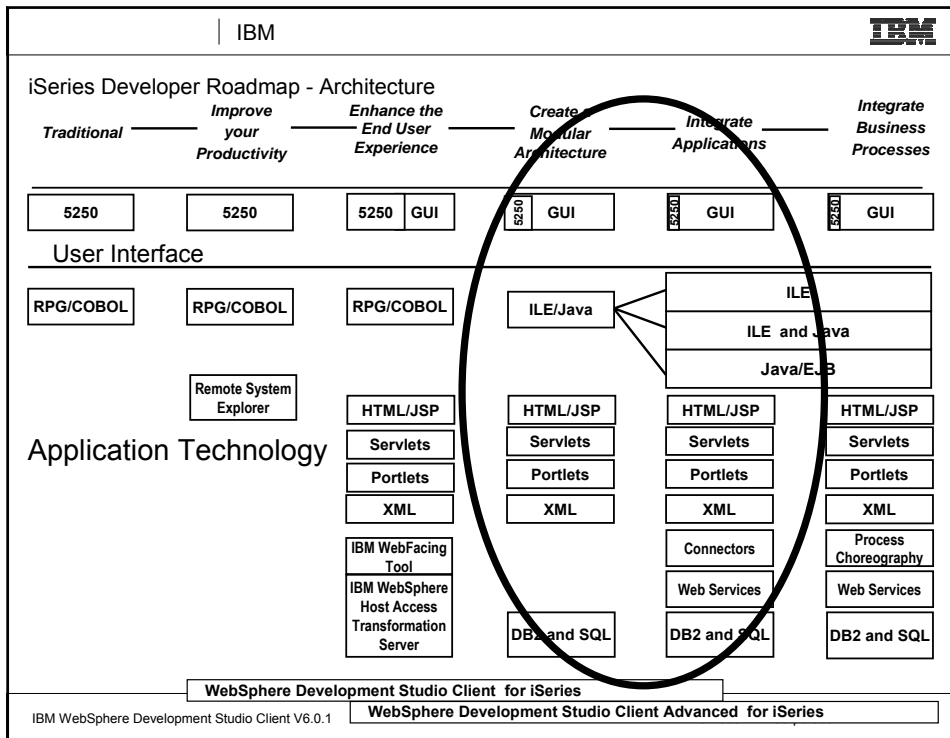 IBM
IBM
iSeries Developer Roadmap - Architecture
Traditional
Improve your Productivity
Enhance the End User Experience
Create a Modular Architecture
Integrate Applications
Integrate Business Processes
5250
5250
5250 GUI
5250 GUI
5250 GUI
5250 GUI
User Interface
RPG/COBOL
RPG/COBOL
RPG/COBOL
ILE/Java
ILE
ILE and Java
Java/EJB
Remote System Explorer
Application Technology
HTML/JSP
HTML/JSP
HTML/JSP
HTML/JSP
Servlets
Servlets
Servlets
Servlets
Portlets
Portlets
Portlets
Portlets
XML
XML
XML
XML
IBM WebFacing Tool
Connectors
Process Choreography
IBM WebSphere Host Access Transformation Server
Web Services
Web Services
DB2 and SQL
DB2 and SQL
DB2 and SQL
WebSphere Development Studio Client for iSeries
IBM WebSphere Development Studio Client V6.0.1
WebSphere Development Studio Client Advanced for iSeries